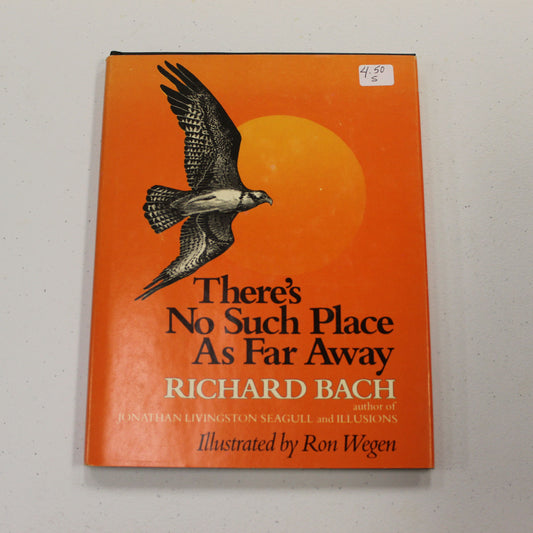 4.50
S
There's
No Such Place
As Far Away
RICHARD BACH
author of
JONATHAN LIVINGSTON SEAGULL and ILLUSIONS
Illustrated by Ron Wegen